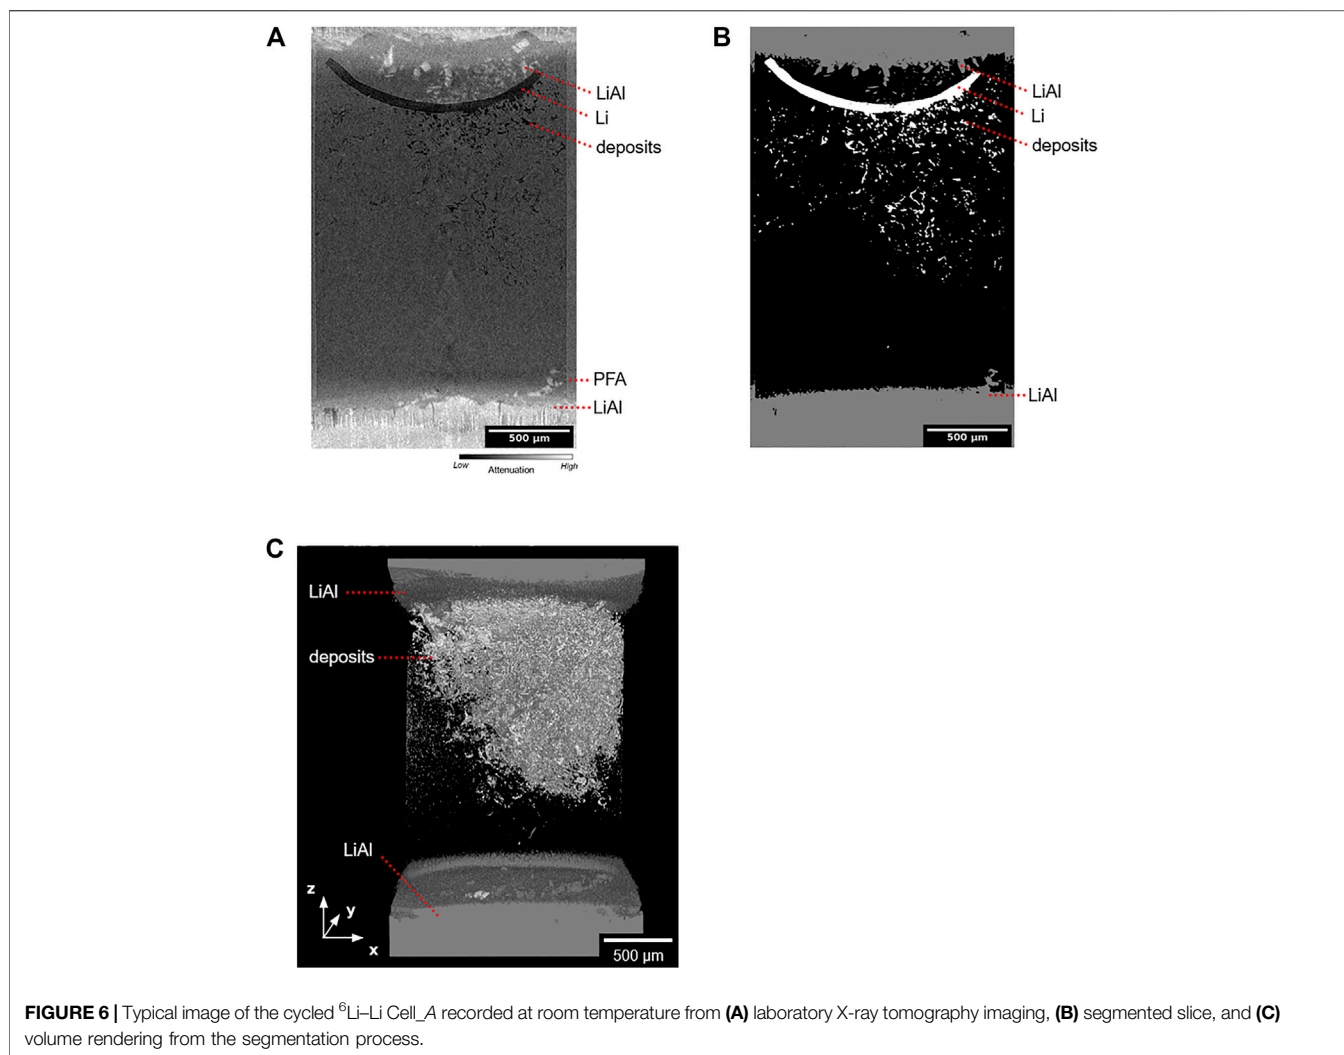 A
LiAl
Li
deposits
PFA
LiAl
500 µm
Low
Attenuation
High
B
LiAl
Li
deposits
LiAl
500 µm
C
LiAl
deposits
LiAl
z
y
x
500 µm
FIGURE 6 | Typical image of the cycled ⁶Li–Li Cell_A recorded at room temperature from (A) laboratory X-ray tomography imaging, (B) segmented slice, and (C)
volume rendering from the segmentation process.